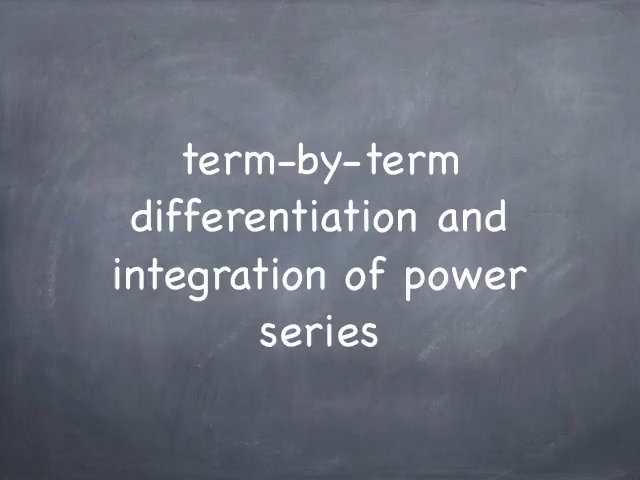 term-by-term
differentiation and
integration of power
series